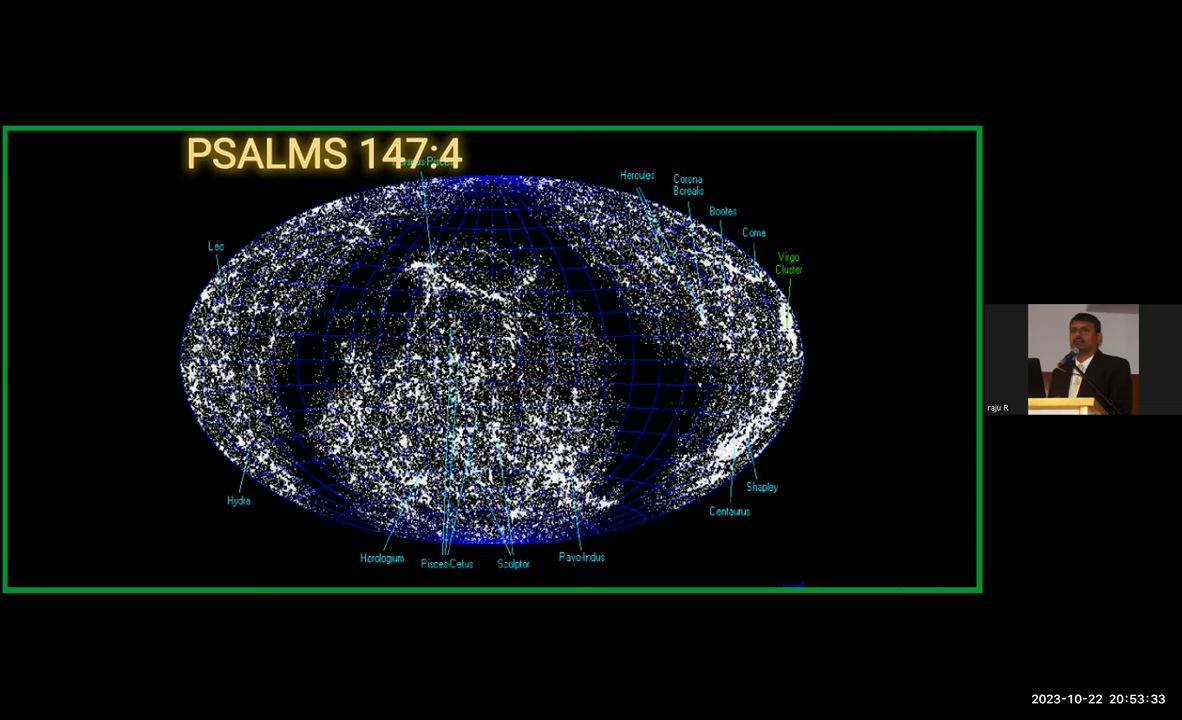 PSALMS 147:4
Hercules
Corona
Borealis
Bootes
Coma
Virgo
Cluster
Leo
Hydra
Shapley
Centaurus
Horologium
Pisces-Cetus
Sculptor
Pavo-Indus
raju R
2023-10-22 20:53:33